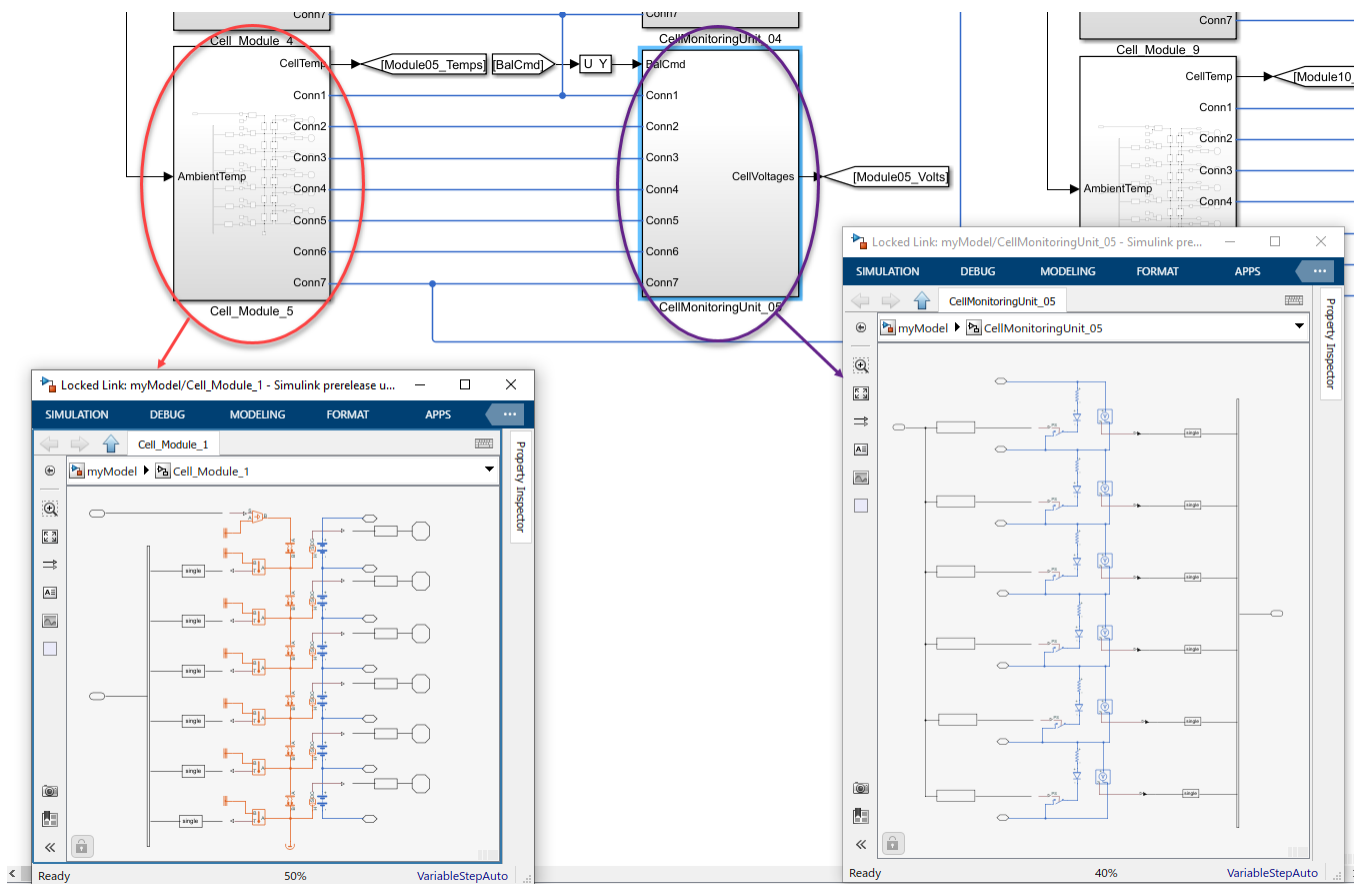 Conn7
Conn7
Conn7
Cell_Module_4
CellMonitoringUnit_04
Cell_Module_9
CellTemp
[Module05_Temps]
[BalCmd]
U Y
BalCmd
CellTemp
[Module10_
Conn1
Conn1
Conn1
Conn2
Conn2
Conn2
Conn3
Conn3
Conn3
AmbientTemp
Conn4
Conn4
CellVoltages
[Module05_Volts]
AmbientTemp
Conn4
Conn5
Conn5
Conn6
Conn6
Conn7
Conn7
Cell_Module_5
CellMonitoringUnit_05
Locked Link: myModel/CellMonitoringUnit_05 - Simulink pre...
SIMULATION DEBUG MODELING FORMAT APPS
CellMonitoringUnit_05
myModel CellMonitoringUnit_05
Property Inspector
single
single
single
single
single
single
Ready 40% VariableStepAuto
Locked Link: myModel/Cell_Module_1 - Simulink prerelease u...
SIMULATION DEBUG MODELING FORMAT APPS
Cell_Module_1
myModel Cell_Module_1
Property Inspector
single
single
single
single
single
single
Ready 50% VariableStepAuto